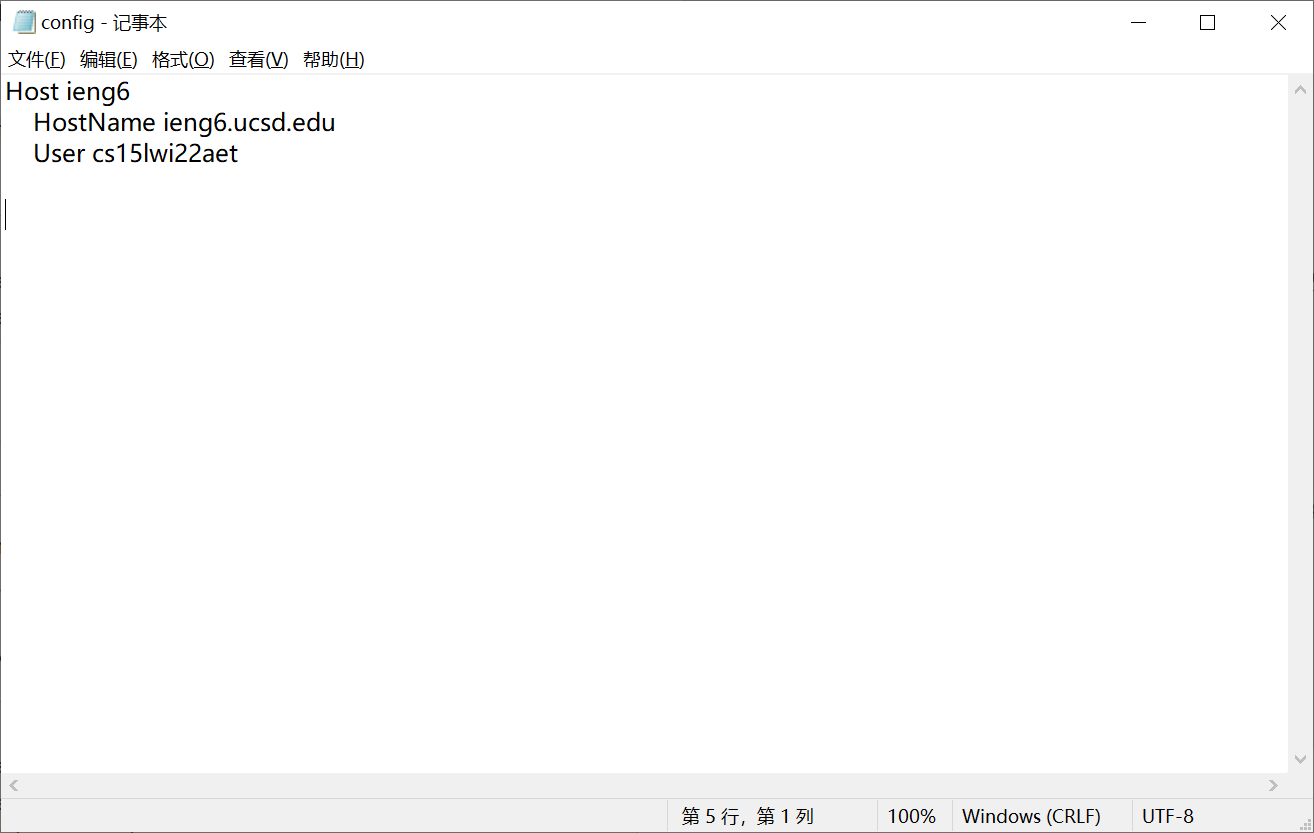 config - 记事本
文件(F) 编辑(E) 格式(O) 查看(V) 帮助(H)
Host ieng6
    HostName ieng6.ucsd.edu
    User cs15lwi22aet
第 5 行，第 1 列 100% Windows (CRLF) UTF-8